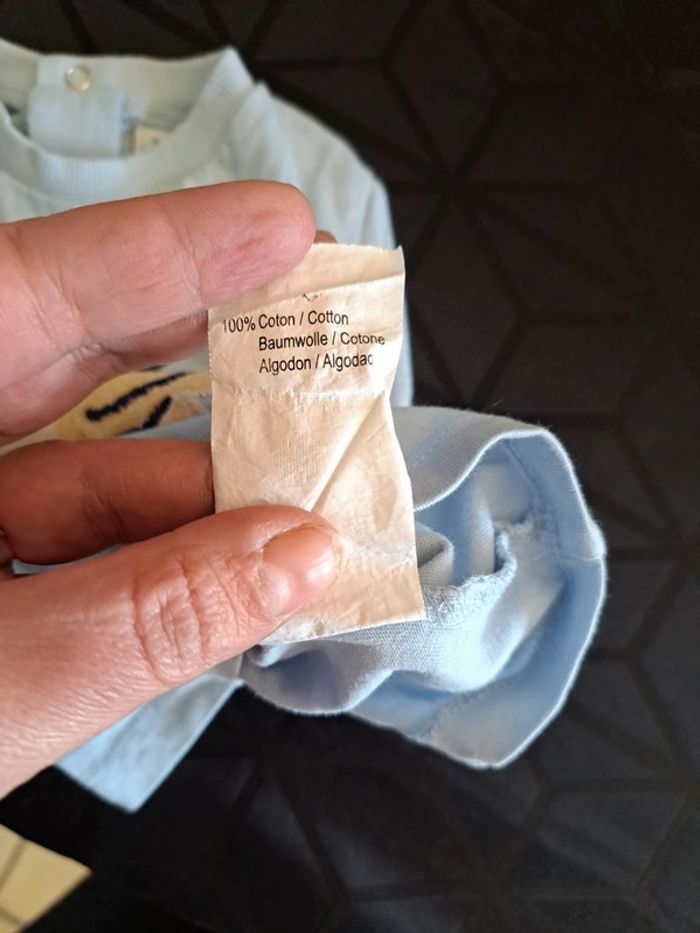 100% Coton / Cotton
Baumwolle / Cotone
Algodon / Algodao